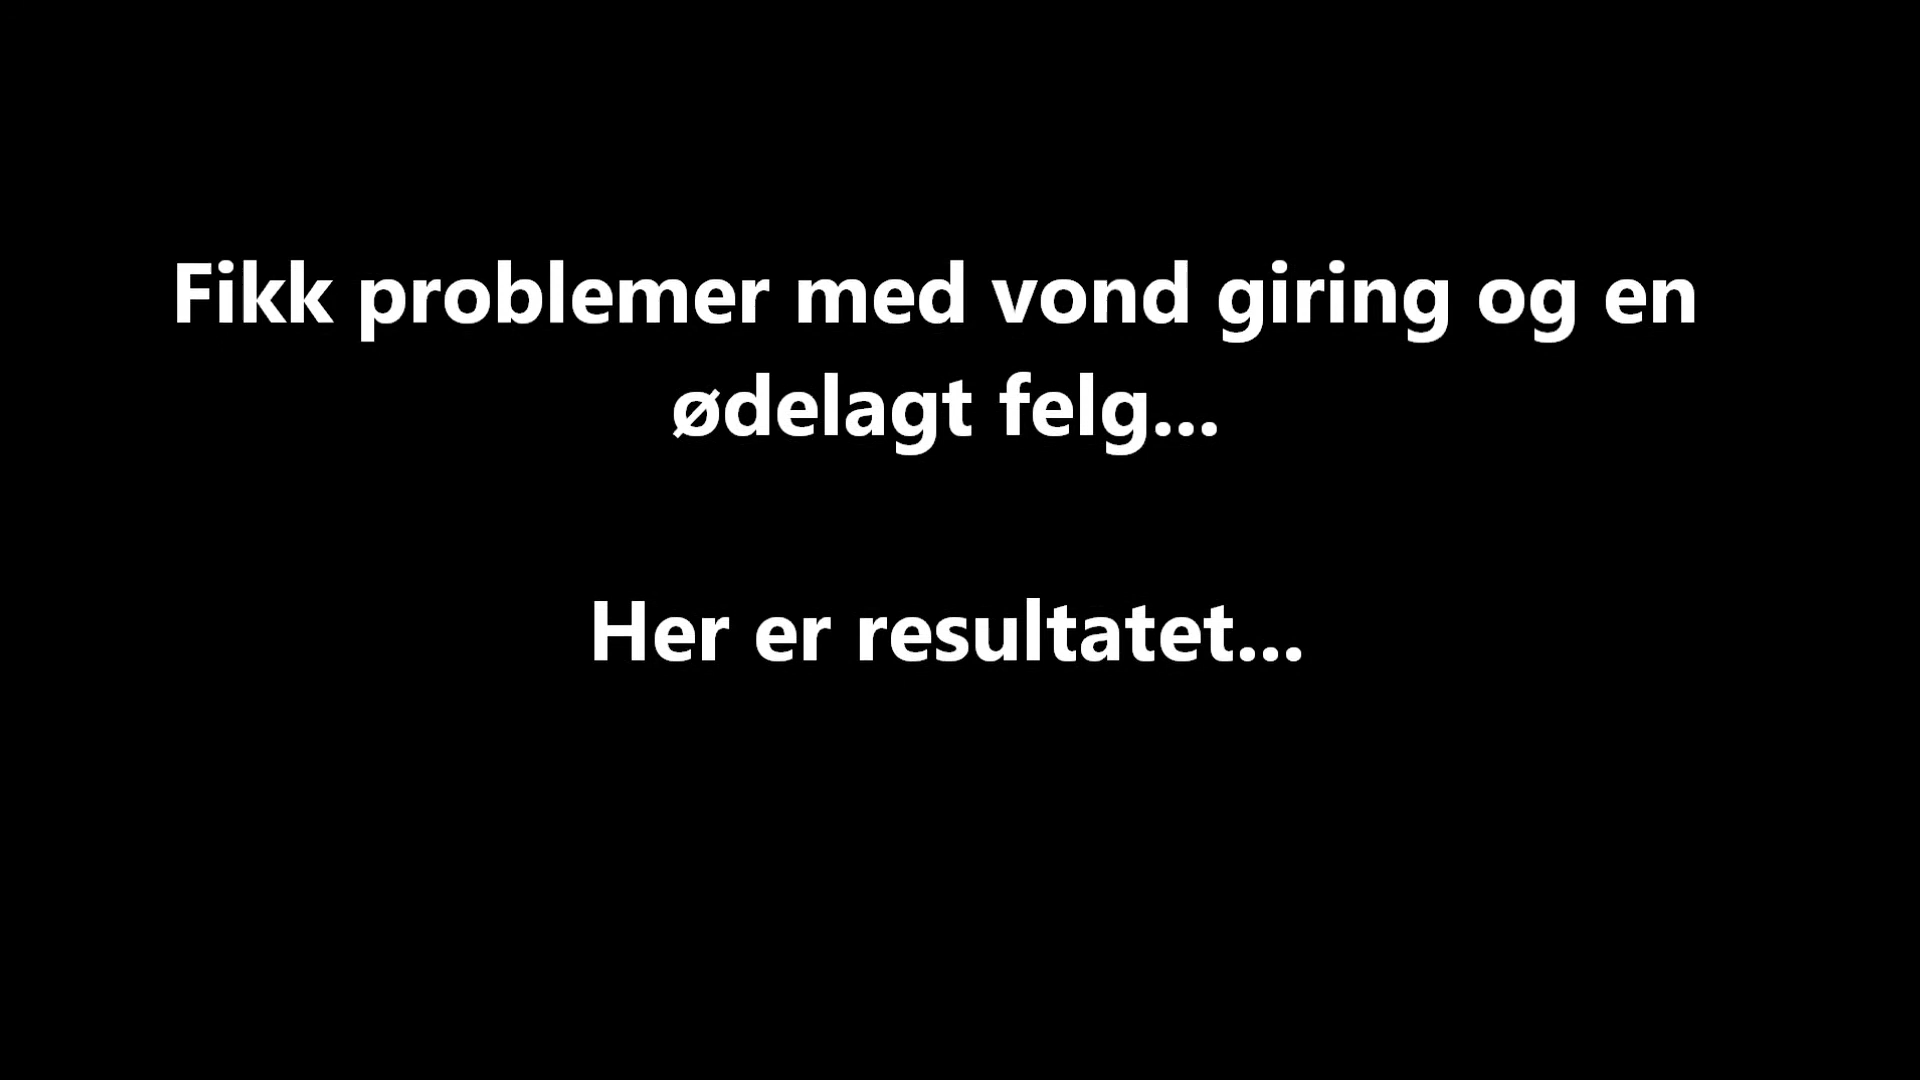 Fikk problemer med vond giring og en
ødelagt felg...
Her er resultatet...